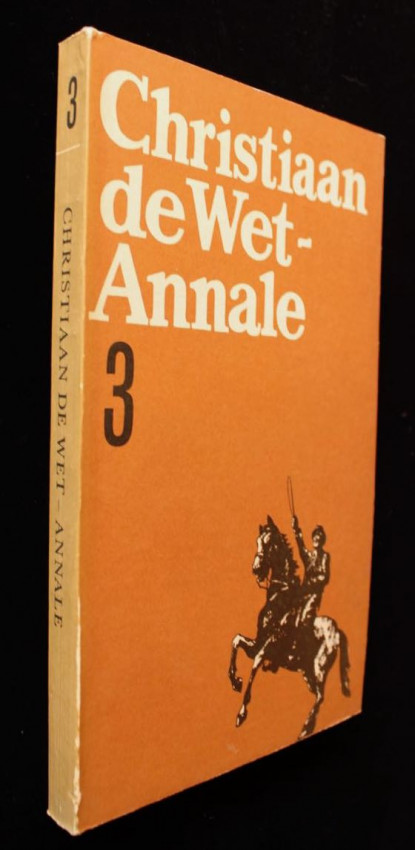 3
CHRISTIAAN DE WET – ANNALE
Christiaan
de Wet-
Annale
3